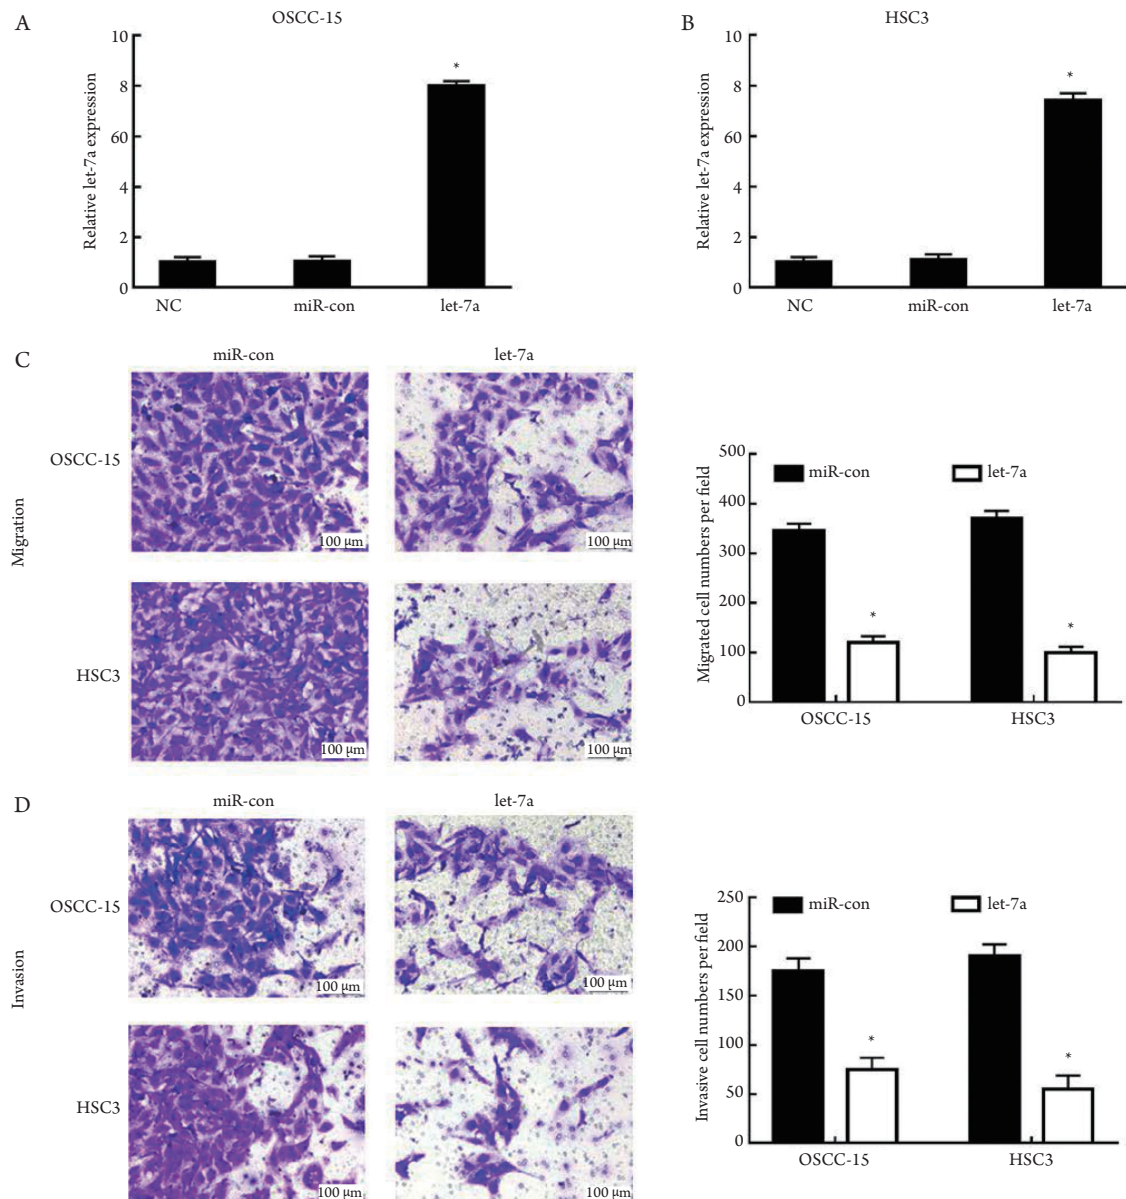 A
OSCC-15
10
8
60
4
2
0
Relative let-7a expression
*
NC
miR-con
let-7a
B
HSC3
10
8
60
4
2
0
Relative let-7a expression
*
NC
miR-con
let-7a
C
miR-con
let-7a
Migration
OSCC-15
100 μm
100 μm
HSC3
100 μm
100 μm
500
400
300
200
100
0
Migrated cell numbers per field
miR-con
let-7a
*
*
OSCC-15
HSC3
D
miR-con
let-7a
Invasion
OSCC-15
100 μm
100 μm
HSC3
100 μm
100 μm
250
200
150
100
50
0
Invasive cell numbers per field
miR-con
let-7a
*
*
OSCC-15
HSC3